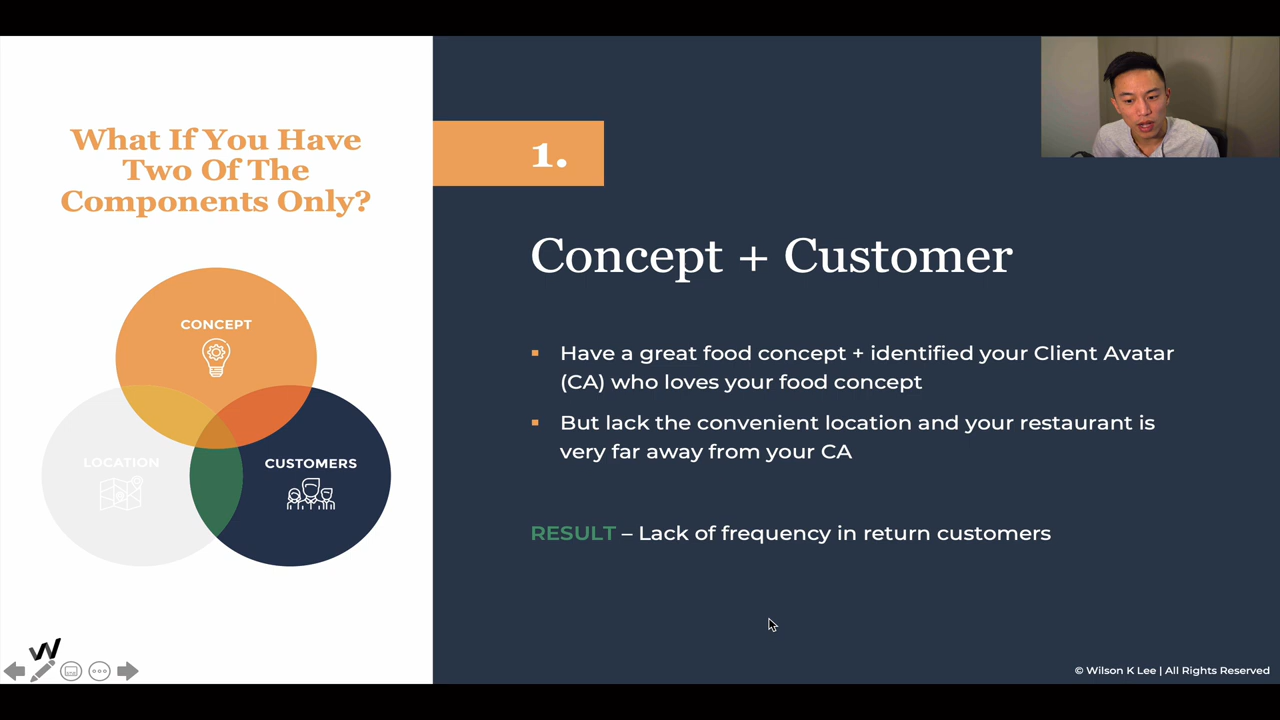 What If You Have
Two Of The
Components Only?
CONCEPT
LOCATION
CUSTOMERS
1.
Concept + Customer
▪ Have a great food concept + identified your Client Avatar
(CA) who loves your food concept
▪ But lack the convenient location and your restaurant is
very far away from your CA
RESULT – Lack of frequency in return customers
W
© Wilson K Lee | All Rights Reserved